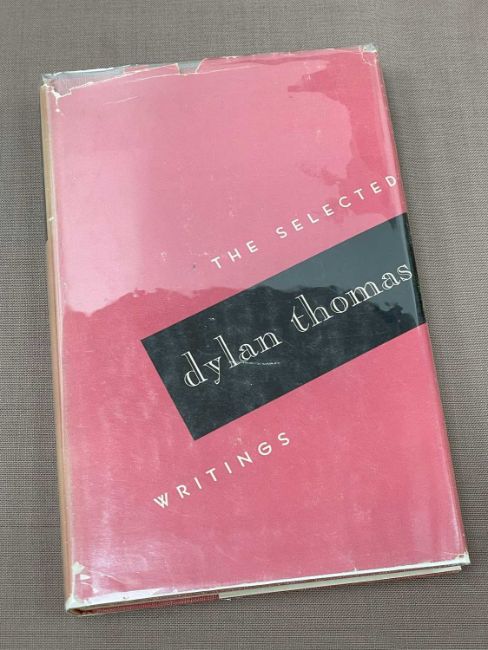 THE SELECTED
dylan thomas
WRITINGS